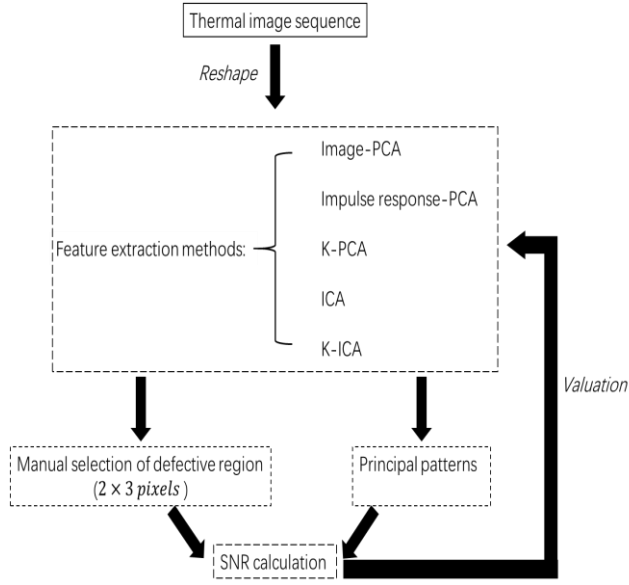 Thermal image sequence
Reshape
Image-PCA
Impulse response-PCA
Feature extraction methods:
K-PCA
ICA
K-ICA
Valuation
Manual selection of defective region
(2 × 3 pixels )
Principal patterns
SNR calculation